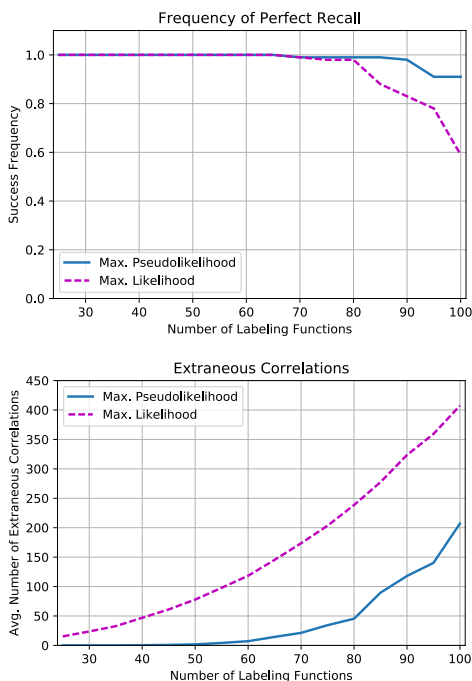 Frequency of Perfect Recall
1.0
0.8
0.6
0.4
0.2
0.0
Success Frequency
Max. Pseudolikelihood
Max. Likelihood
30 40 50 60 70 80 90 100
Number of Labeling Functions
Extraneous Correlations
450
400
350
300
250
200
150
100
50
0
Avg. Number of Extraneous Correlations
Max. Pseudolikelihood
Max. Likelihood
30 40 50 60 70 80 90 100
Number of Labeling Functions